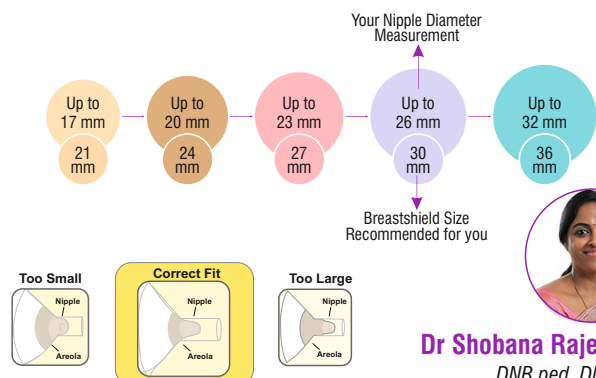 Your Nipple Diameter
Measurement
Up to
17 mm
21
mm
Up to
20 mm
24
mm
Up to
23 mm
27
mm
Up to
26 mm
30
mm
Up to
32 mm
36
mm
Breastshield Size
Recommended for you
Too Small
Nipple
Areola
Correct Fit
Nipple
Areola
Too Large
Nipple
Areola
Dr Shobana Raje
DNB ped,